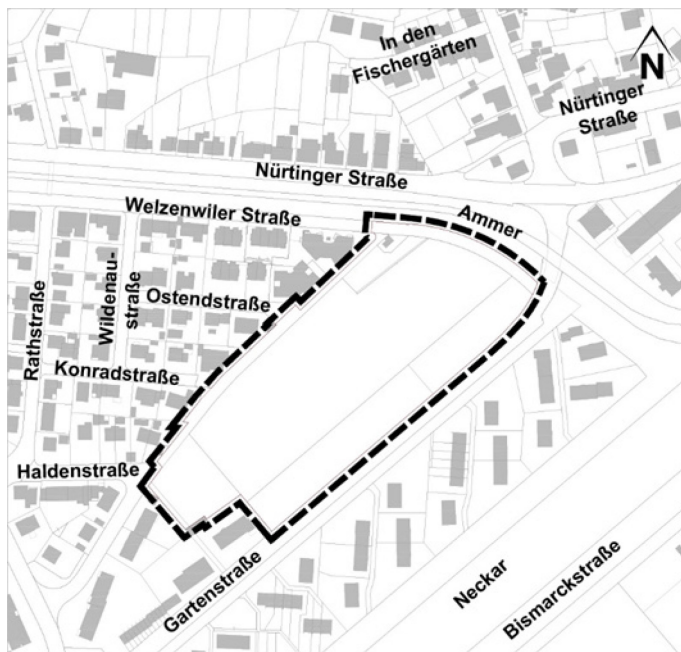 In den
Fischergärten
N
Nürtinger
Straße
Nürtinger Straße
Welzenwiler Straße
Ammer
Rathstraße
Wildenau-
straße
Ostendstraße
Konradstraße
Haldenstraße
Gartenstraße
Neckar
Bismarckstraße